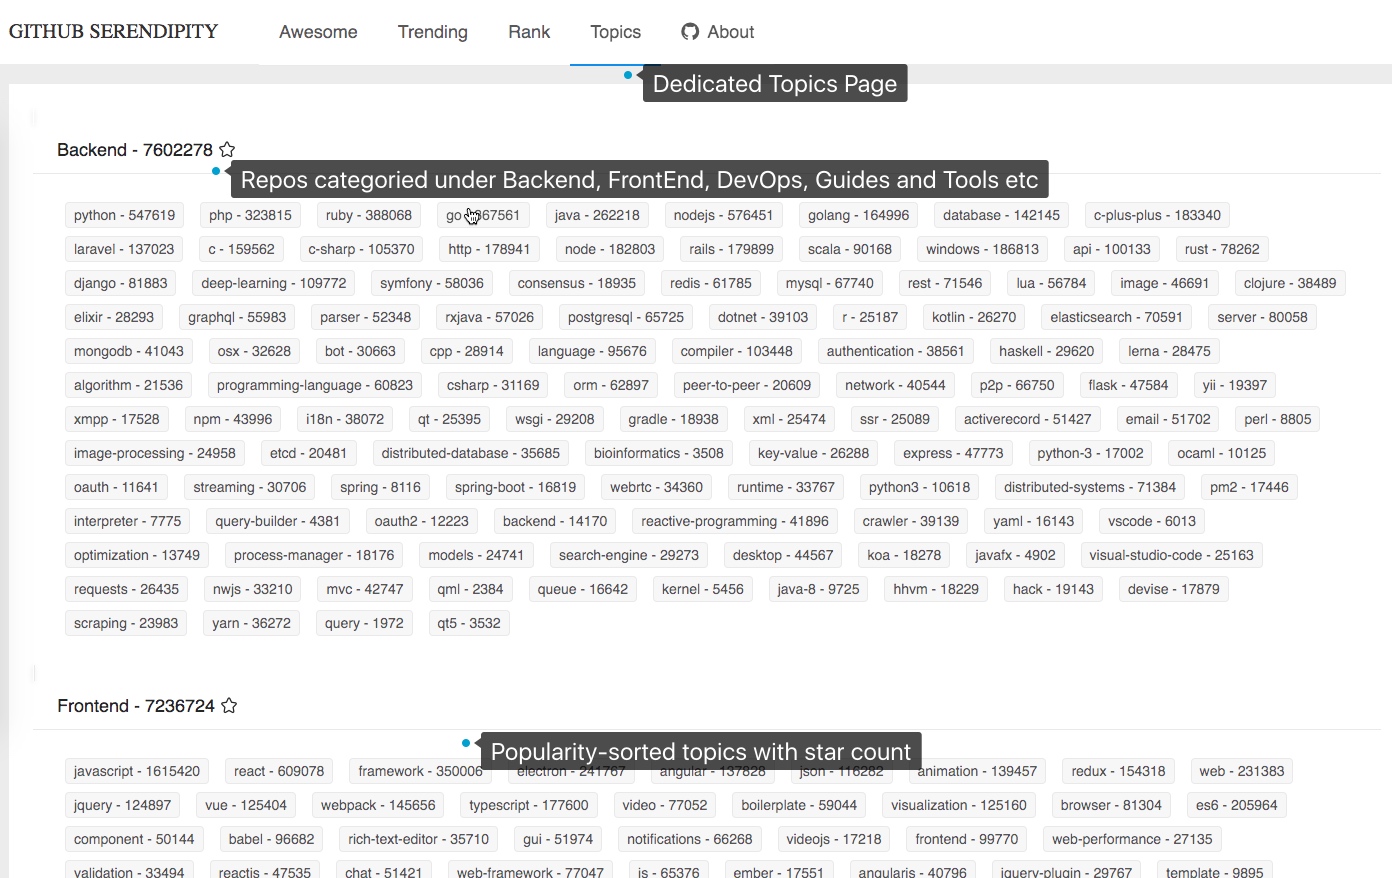 GITHUB SERENDIPITY Awesome Trending Rank Topics About
Dedicated Topics Page
Backend - 7602278
Repos categoried under Backend, FrontEnd, DevOps, Guides and Tools etc
python - 547619 php - 323815 ruby - 388068 go 367561 java - 262218 nodejs - 576451 golang - 164996 database - 142145 c-plus-plus - 183340
laravel - 137023 c - 159562 c-sharp - 105370 http - 178941 node - 182803 rails - 179899 scala - 90168 windows - 186813 api - 100133 rust - 78262
django - 81883 deep-learning - 109772 symfony - 58036 consensus - 18935 redis - 61785 mysql - 67740 rest - 71546 lua - 56784 image - 46691 clojure - 38489
elixir - 28293 graphql - 55983 parser - 52348 rxjava - 57026 postgresql - 65725 dotnet - 39103 r - 25187 kotlin - 26270 elasticsearch - 70591 server - 80058
mongodb - 41043 osx - 32628 bot - 30663 cpp - 28914 language - 95676 compiler - 103448 authentication - 38561 haskell - 29620 lerna - 28475
algorithm - 21536 programming-language - 60823 csharp - 31169 orm - 62897 peer-to-peer - 20609 network - 40544 p2p - 66750 flask - 47584 yii - 19397
xmpp - 17528 npm - 43996 i18n - 38072 qt - 25395 wsgi - 29208 gradle - 18938 xml - 25474 ssr - 25089 activerecord - 51427 email - 51702 perl - 8805
image-processing - 24958 etcd - 20481 distributed-database - 35685 bioinformatics - 3508 key-value - 26288 express - 47773 python-3 - 17002 ocaml - 10125
oauth - 11641 streaming - 30706 spring - 8116 spring-boot - 16819 webrtc - 34360 runtime - 33767 python3 - 10618 distributed-systems - 71384 pm2 - 17446
interpreter - 7775 query-builder - 4381 oauth2 - 12223 backend - 14170 reactive-programming - 41896 crawler - 39139 yaml - 16143 vscode - 6013
optimization - 13749 process-manager - 18176 models - 24741 search-engine - 29273 desktop - 44567 koa - 18278 javafx - 4902 visual-studio-code - 25163
requests - 26435 nwjs - 33210 mvc - 42747 qml - 2384 queue - 16642 kernel - 5456 java-8 - 9725 hhvm - 18229 hack - 19143 devise - 17879
scraping - 23983 yarn - 36272 query - 1972 qt5 - 3532
Frontend - 7236724
Popularity-sorted topics with star count
javascript - 1615420 react - 609078 framework - 350006 electron - 241767 angular - 137828 json - 116282 animation - 139457 redux - 154318 web - 231383
jquery - 124897 vue - 125404 webpack - 145656 typescript - 177600 video - 77052 boilerplate - 59044 visualization - 125160 browser - 81304 es6 - 205964
component - 50144 babel - 96682 rich-text-editor - 35710 gui - 51974 notifications - 66268 videojs - 17218 frontend - 99770 web-performance - 27135
validation - 33494 reactjs - 47535 chat - 51421 web-framework - 77047 js - 65376 ember - 17551 angularjs - 40796 jquery-plugin - 29767 template - 9895